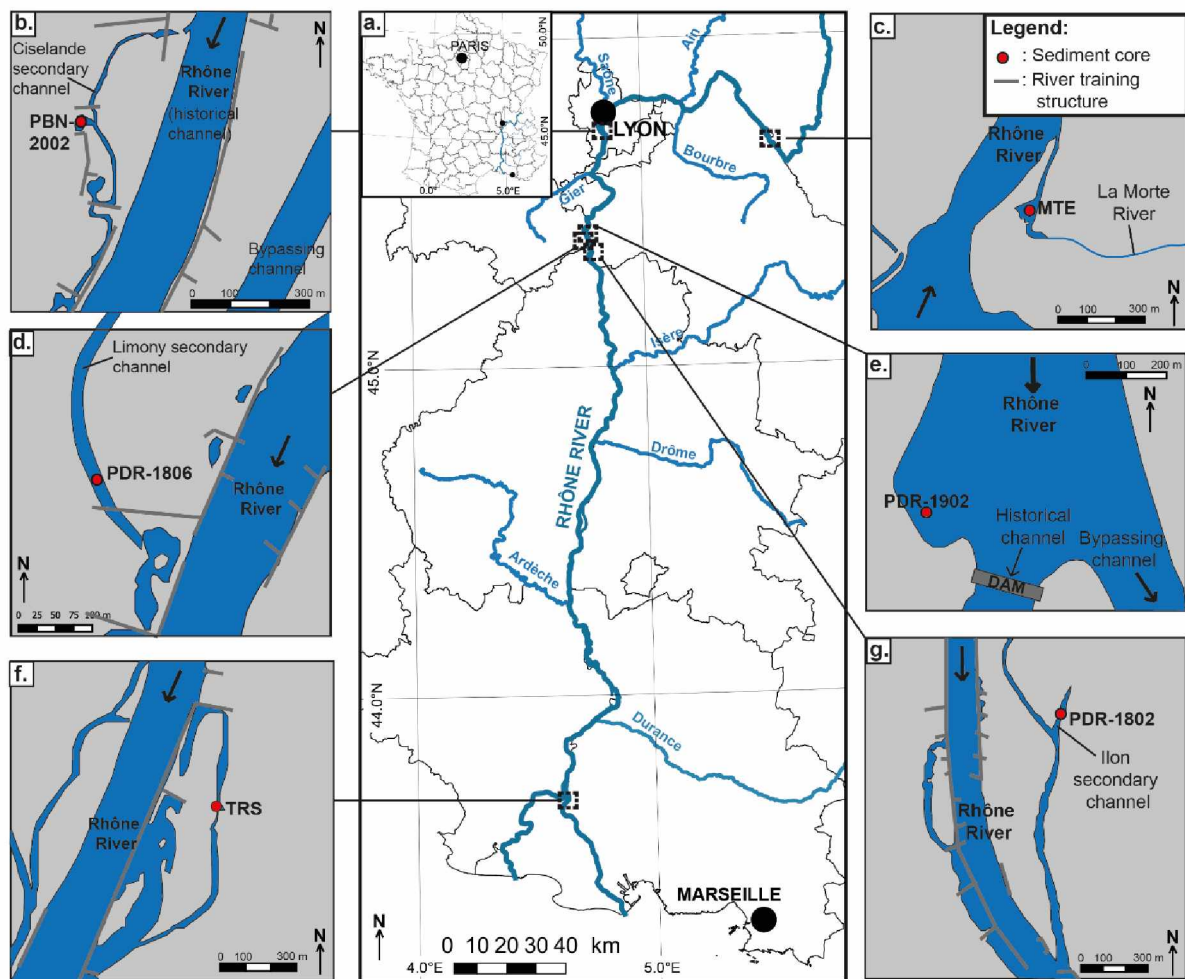 b.
Ciselande
secondary
channel
Rhône
River
(historical
channel)
PBN-
2002
Bypassing
channel
0 100 300 m
N
a.
PARIS
50.0°N
45.0°N
0.0°
5.0°E
Saône
Ain
LYON
Bourbre
Gier
Isère
45.0°N
RHÔNE RIVER
Drôme
Ardèche
44.0°N
Durance
MARSEILLE
N
0 10 20 30 40 km
4.0°E
5.0°E
c.
Legend:
: Sediment core
: River training
structure
Rhône
River
MTE
La Morte
River
N
0 100 300 m
d.
Limony secondary
channel
PDR-1806
Rhône
River
N
0 25 50 75 100 m
e.
0 100 200 m
Rhône
River
N
PDR-1902
Historical
channel
Bypassing
channel
DAM
f.
Rhône
River
TRS
0 100 300 m
N
g.
N
PDR-1802
Ilon
secondary
channel
Rhône
River
0 100 300 m